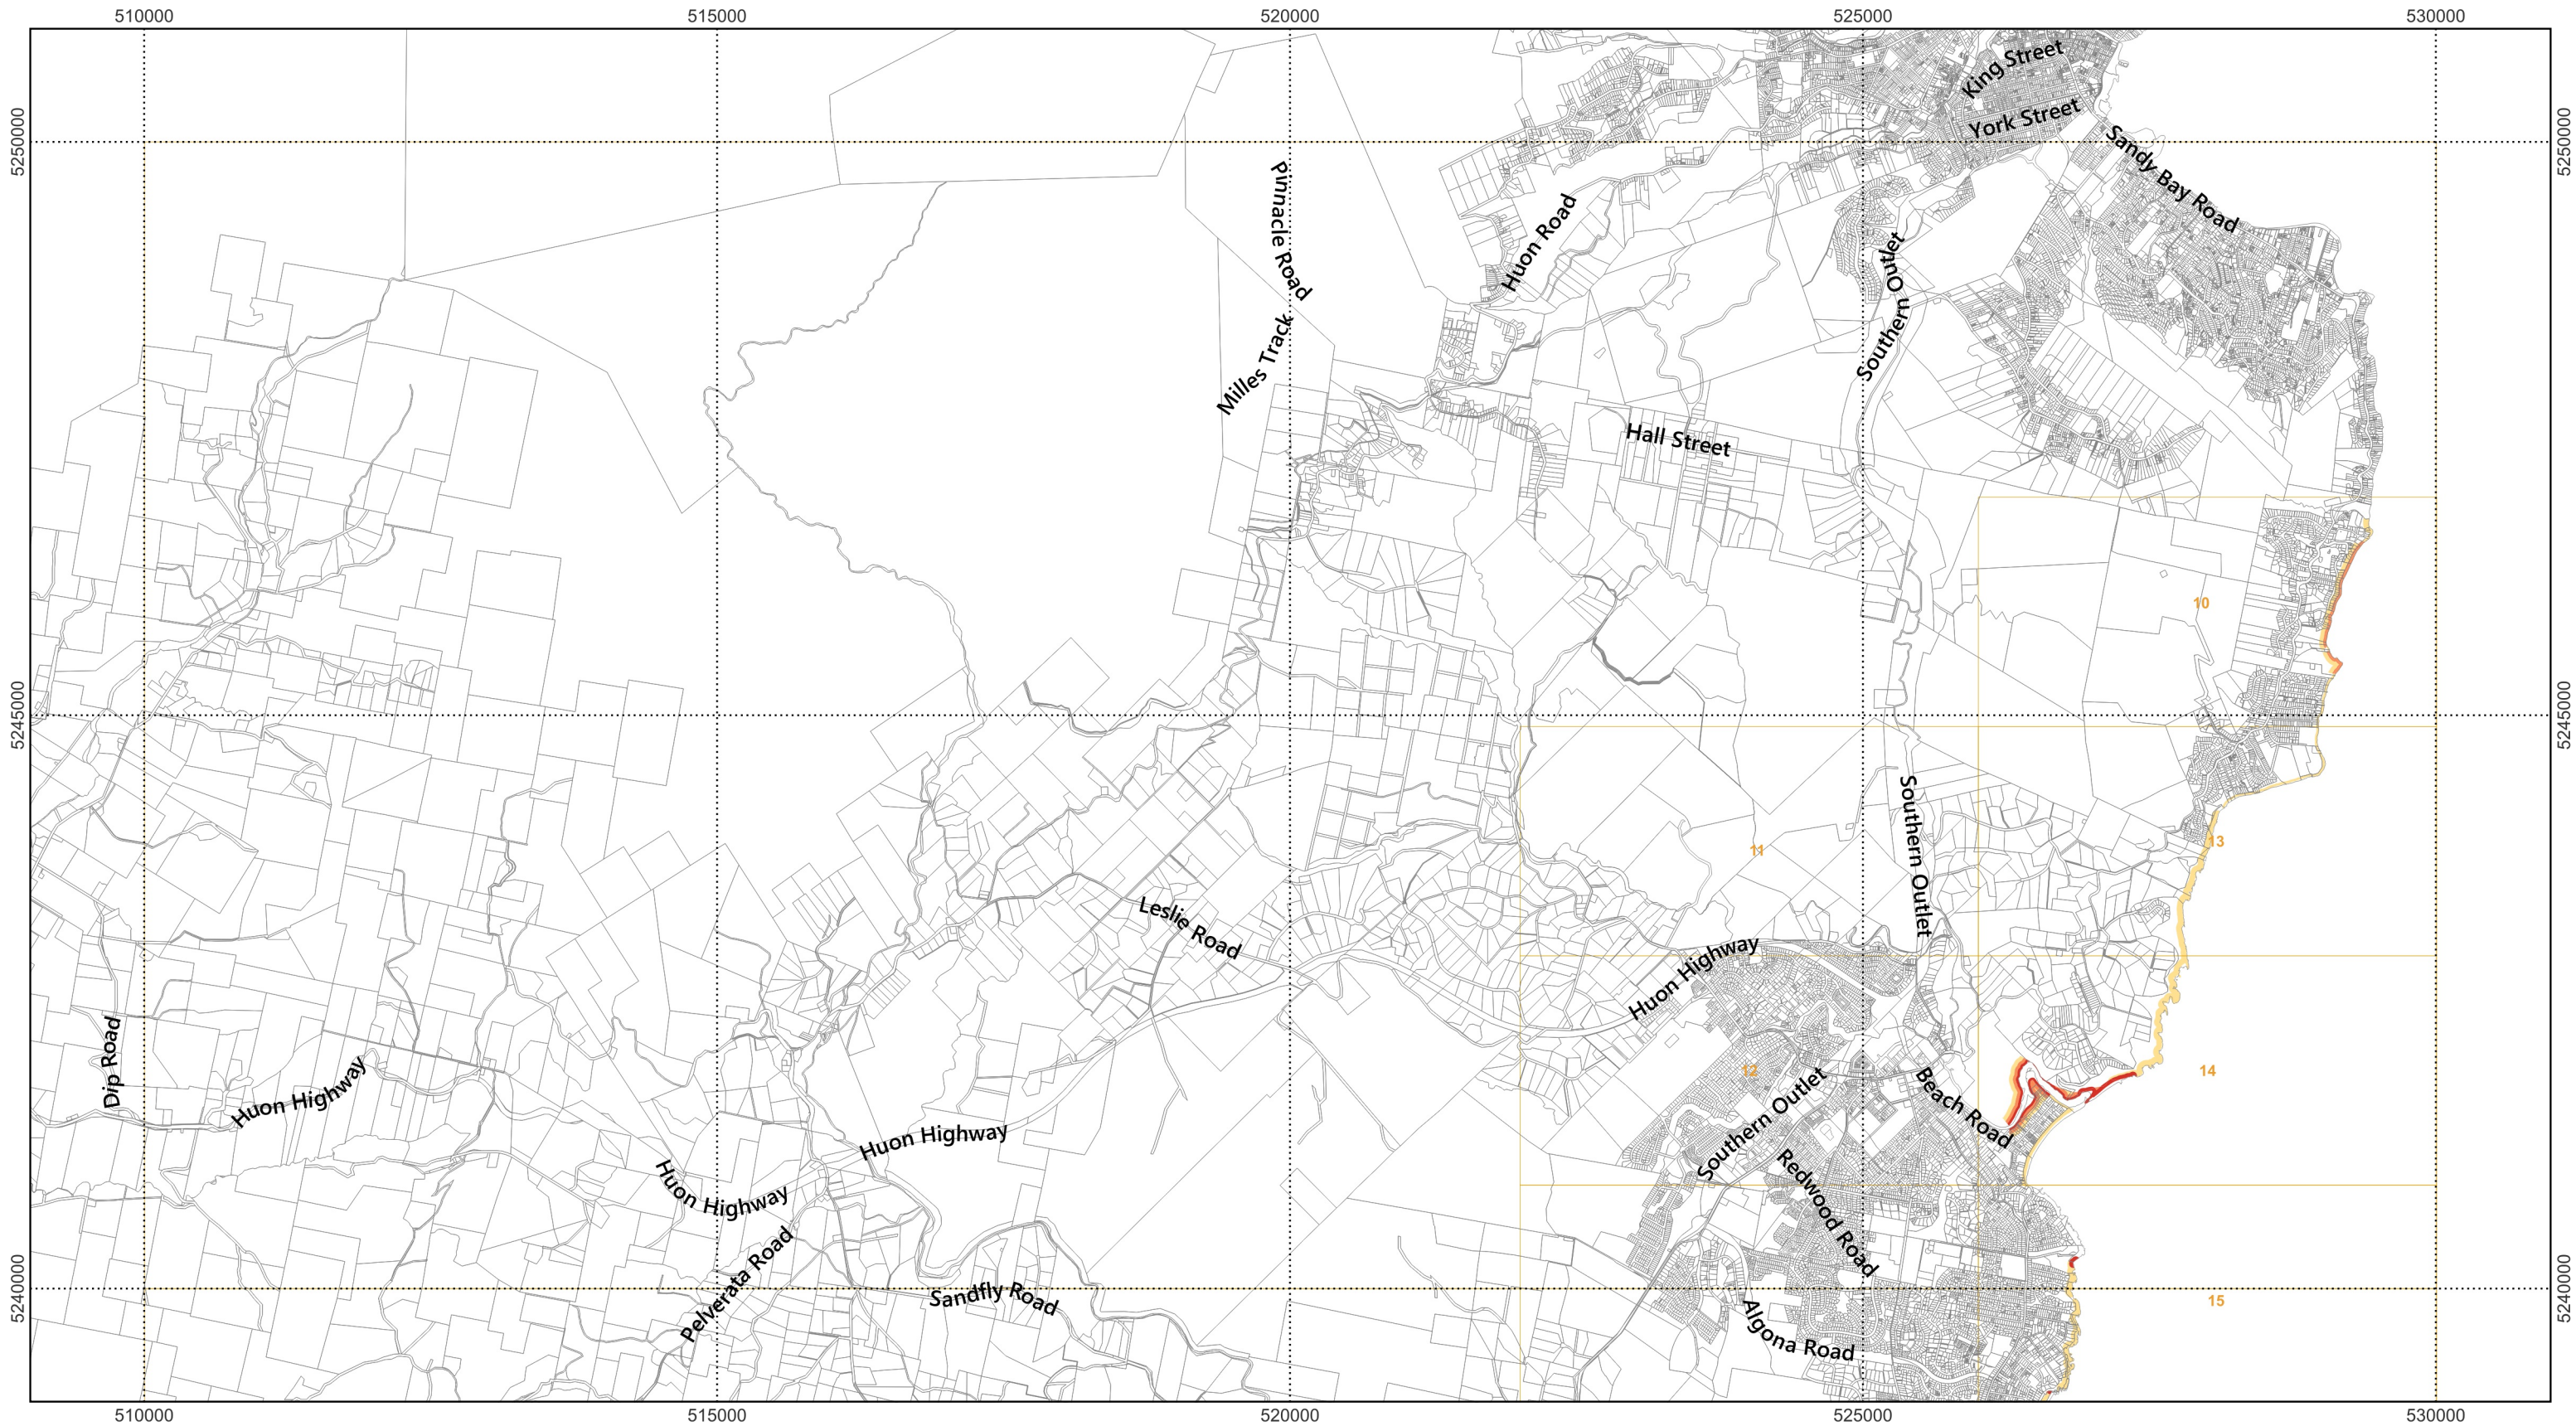 510000 515000 520000 525000 530000
King Street
York Street
5250000
5250000
Sandy Bay Road
Pinnacle Road
Huon Road
Southern Outlet
Milles Track
Hall Street
10
5245000
5245000
Southern Outlet
13
11
Leslie Road
Huon Highway
Dip Road
Huon Highway
12
14
Beach Road
Southern Outlet
Huon Highway
Redwood Road
Huon Highway
Pelverata Road
5240000
5240000
Sandfly Road
15
Algona Road
510000 515000 520000 525000 530000